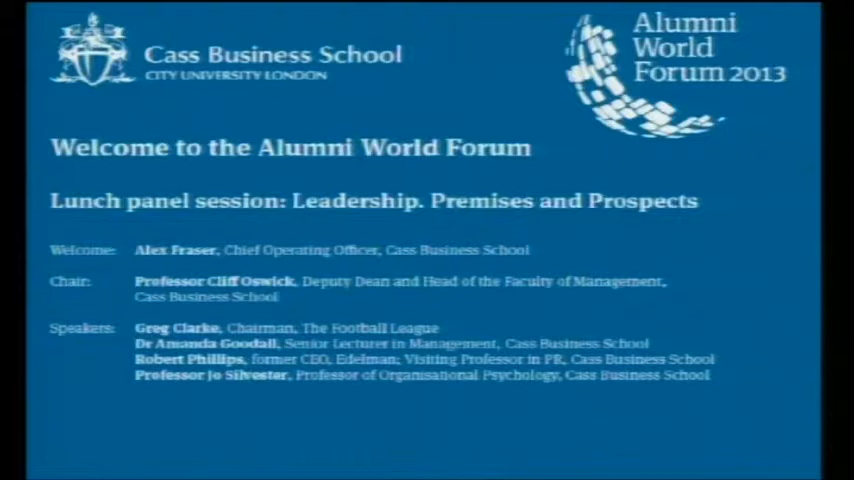 Cass Business School
CITY UNIVERSITY LONDON
Alumni
World
Forum 2013
Welcome to the Alumni World Forum
Lunch panel session: Leadership. Premises and Prospects
Welcome: Alex Fraser, Chief Operating Officer, Cass Business School
Chair: Professor Cliff Oswick, Deputy Dean and Head of the Faculty of Management,
Cass Business School
Speakers: Greg Clarke, Chairman, The Football League
Dr Amanda Goodall, Senior Lecturer in Management, Cass Business School
Robert Phillips, former CEO, Edelman; Visiting Professor in PR, Cass Business School
Professor Jo Silvester, Professor of Organisational Psychology, Cass Business School